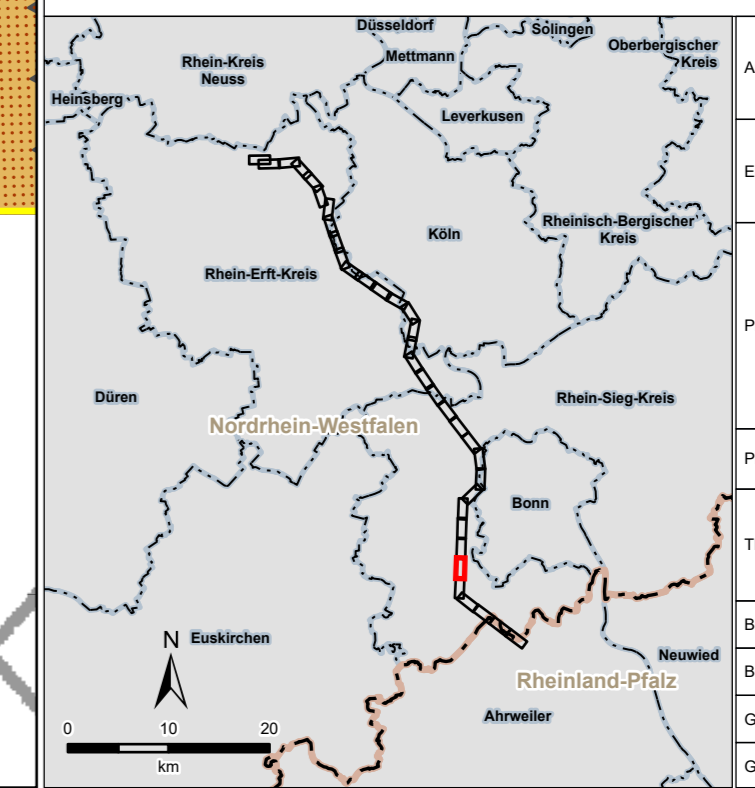 Düsseldorf
Solingen
Mettmann
Oberbergischer
Kreis
Rhein-Kreis
Neuss
Heinsberg
Leverkusen
Köln
Rheinisch-Bergischer
Kreis
Rhein-Erft-Kreis
Düren
Rhein-Sieg-Kreis
Nordrhein-Westfalen
Bonn
N
Euskirchen
Neuwied
Rheinland-Pfalz
Ahrweiler
0 10 20
km
A
E
P
P
T
B
B
G
G